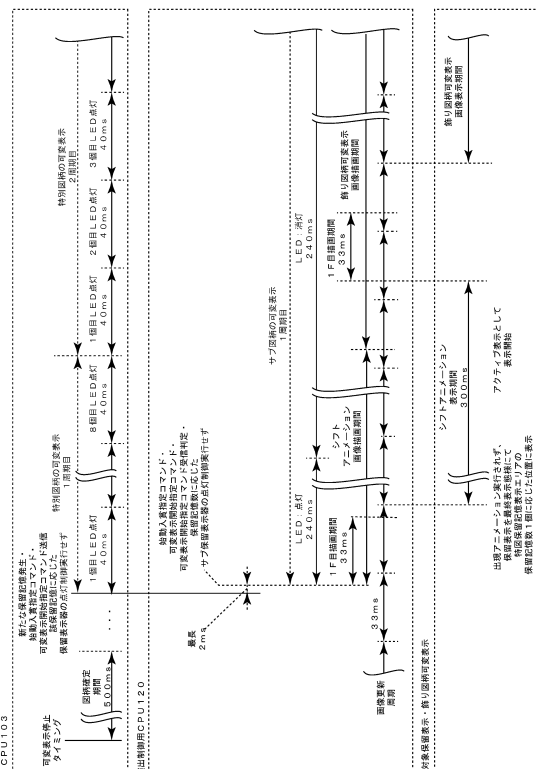 CPU103
可変表示停止
タイミング
図柄確定
期間
500ms
・・・
新たな保留記憶発生・
始動入賞指定コマンド・
可変表示開始指定コマンド送信
該保留記憶に応じた
保留表示器の点灯制御実行せず
1個目LED点灯
40ms
特別図柄の可変表示
1周期目
8個目LED点灯
40ms
1個目LED点灯
40ms
2個目LED点灯
40ms
特別図柄の可変表示
2周期目
3個目LED点灯
40ms
出制御用CPU120
最長
2ms
始動入賞指定コマンド・
可変表示開始指定コマンド・
可変表示開始指定コマンド受信判定・
保留記憶数に応じた
サブ保留表示器の点灯制御実行せず
サブ図柄の可変表示
1周期目
LED:点灯
240ms
LED:消灯
240ms
1F目描画期間
33ms
シフト
アニメーション
画像描画期間
1F目描画期間
33ms
飾り図柄可変表示
画像描画期間
画像更新
周期
33ms
対象保留表示・飾り図柄可変表示
出現アニメーション実行されず、
保留表示を最終表示態様にて
特図保留記憶表示エリアの
保留記憶数1個に応じた位置に表示
シフトアニメーション
表示期間
300ms
アクティブ表示として
表示開始
飾り図柄可変表示
画像表示期間